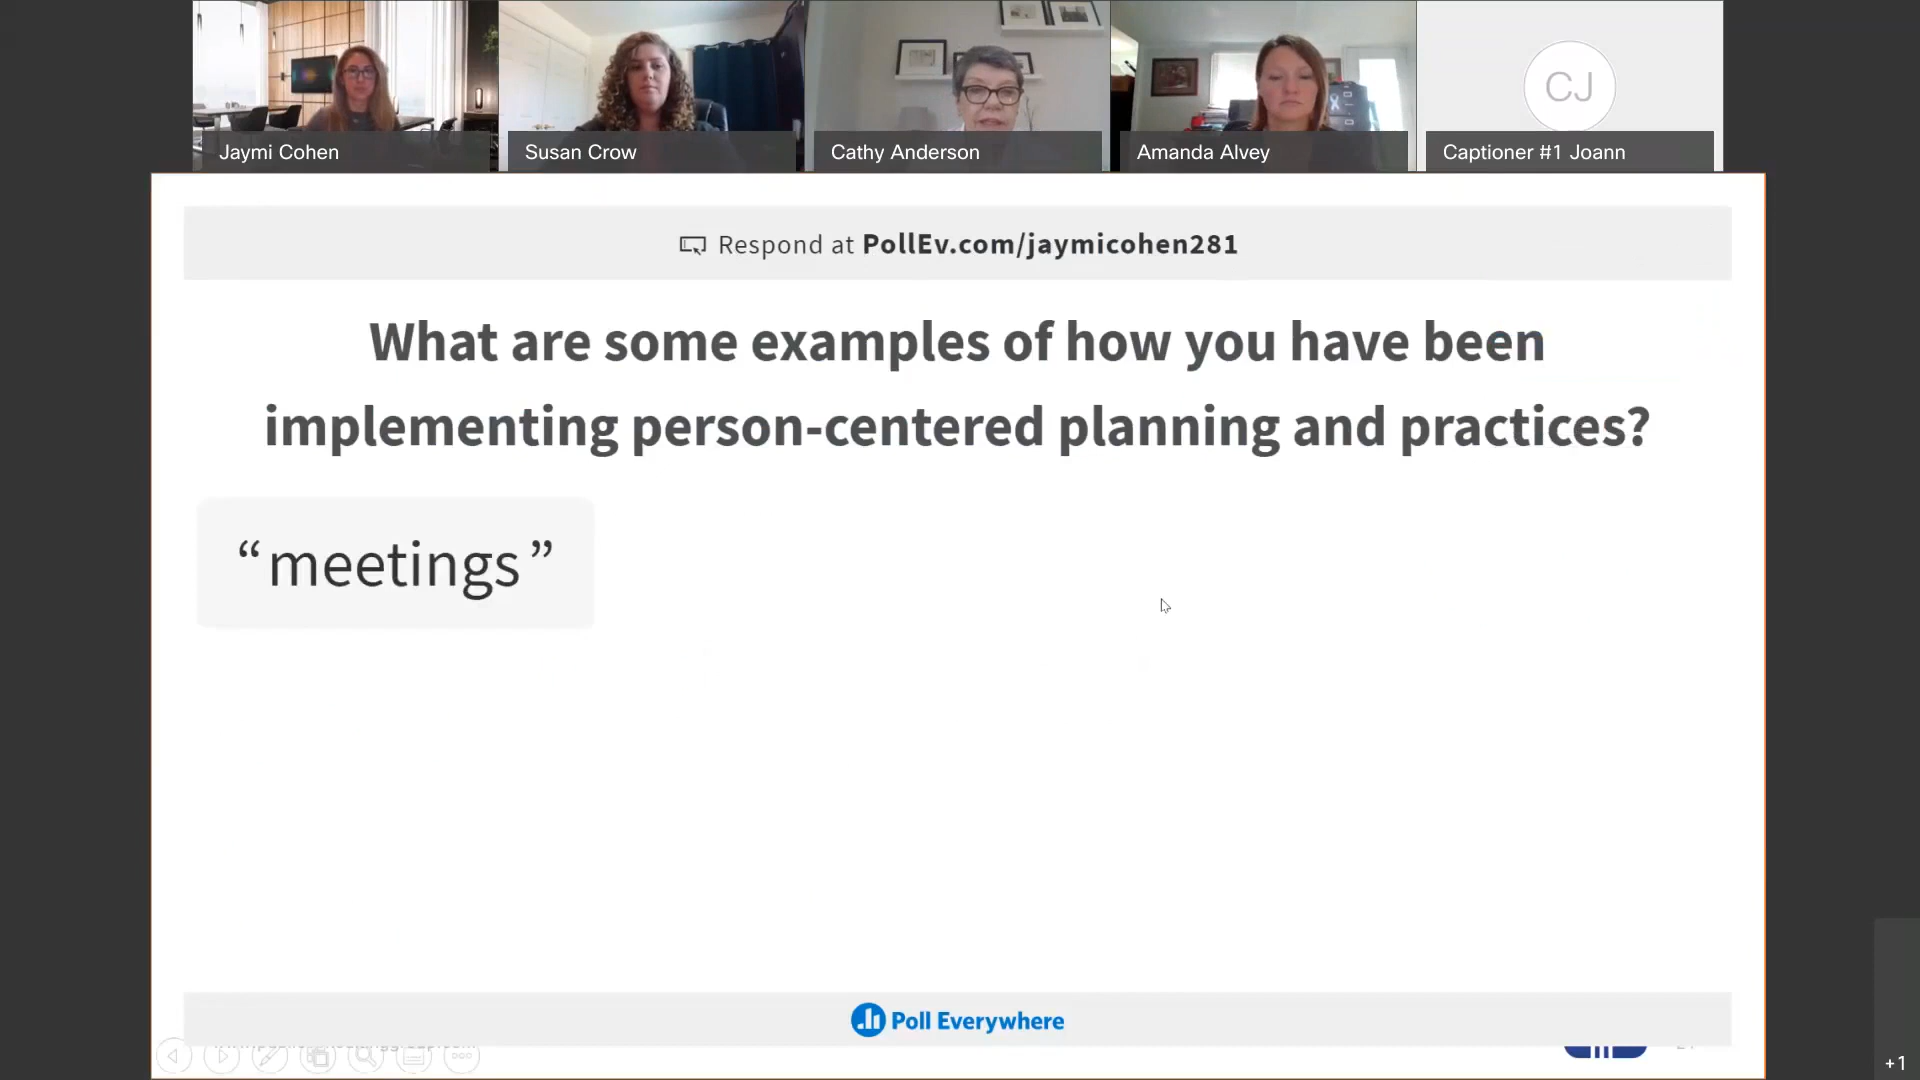 Jaymi Cohen
Susan Crow
Cathy Anderson
Amanda Alvey
CJ
Captioner #1 Joann
Respond at PollEv.com/jaymicohen281
What are some examples of how you have been
implementing person-centered planning and practices?
“meetings”
Poll Everywhere
+1